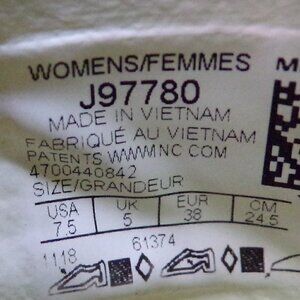 WOMENS/FEMMES M
J97780
MADE IN VIETNAM
FABRIQUÉ AU VIETNAM
PATENTS WWW.MNC.COM
4700440842
SIZE/GRANDEUR
USA UK EUR CM
7.5 5 38 24.5
1118 61374